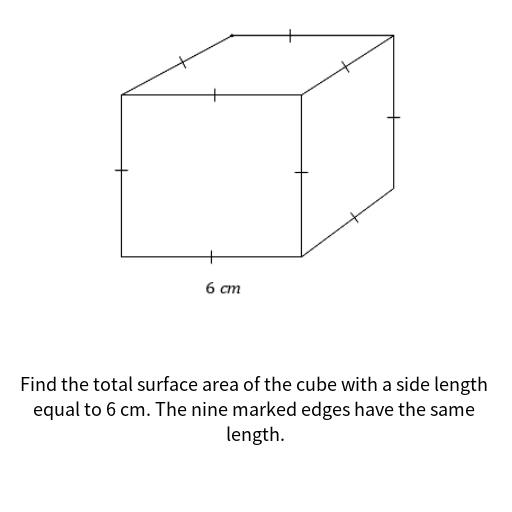 6 cm
Find the total surface area of the cube with a side length
equal to 6 cm. The nine marked edges have the same
length.